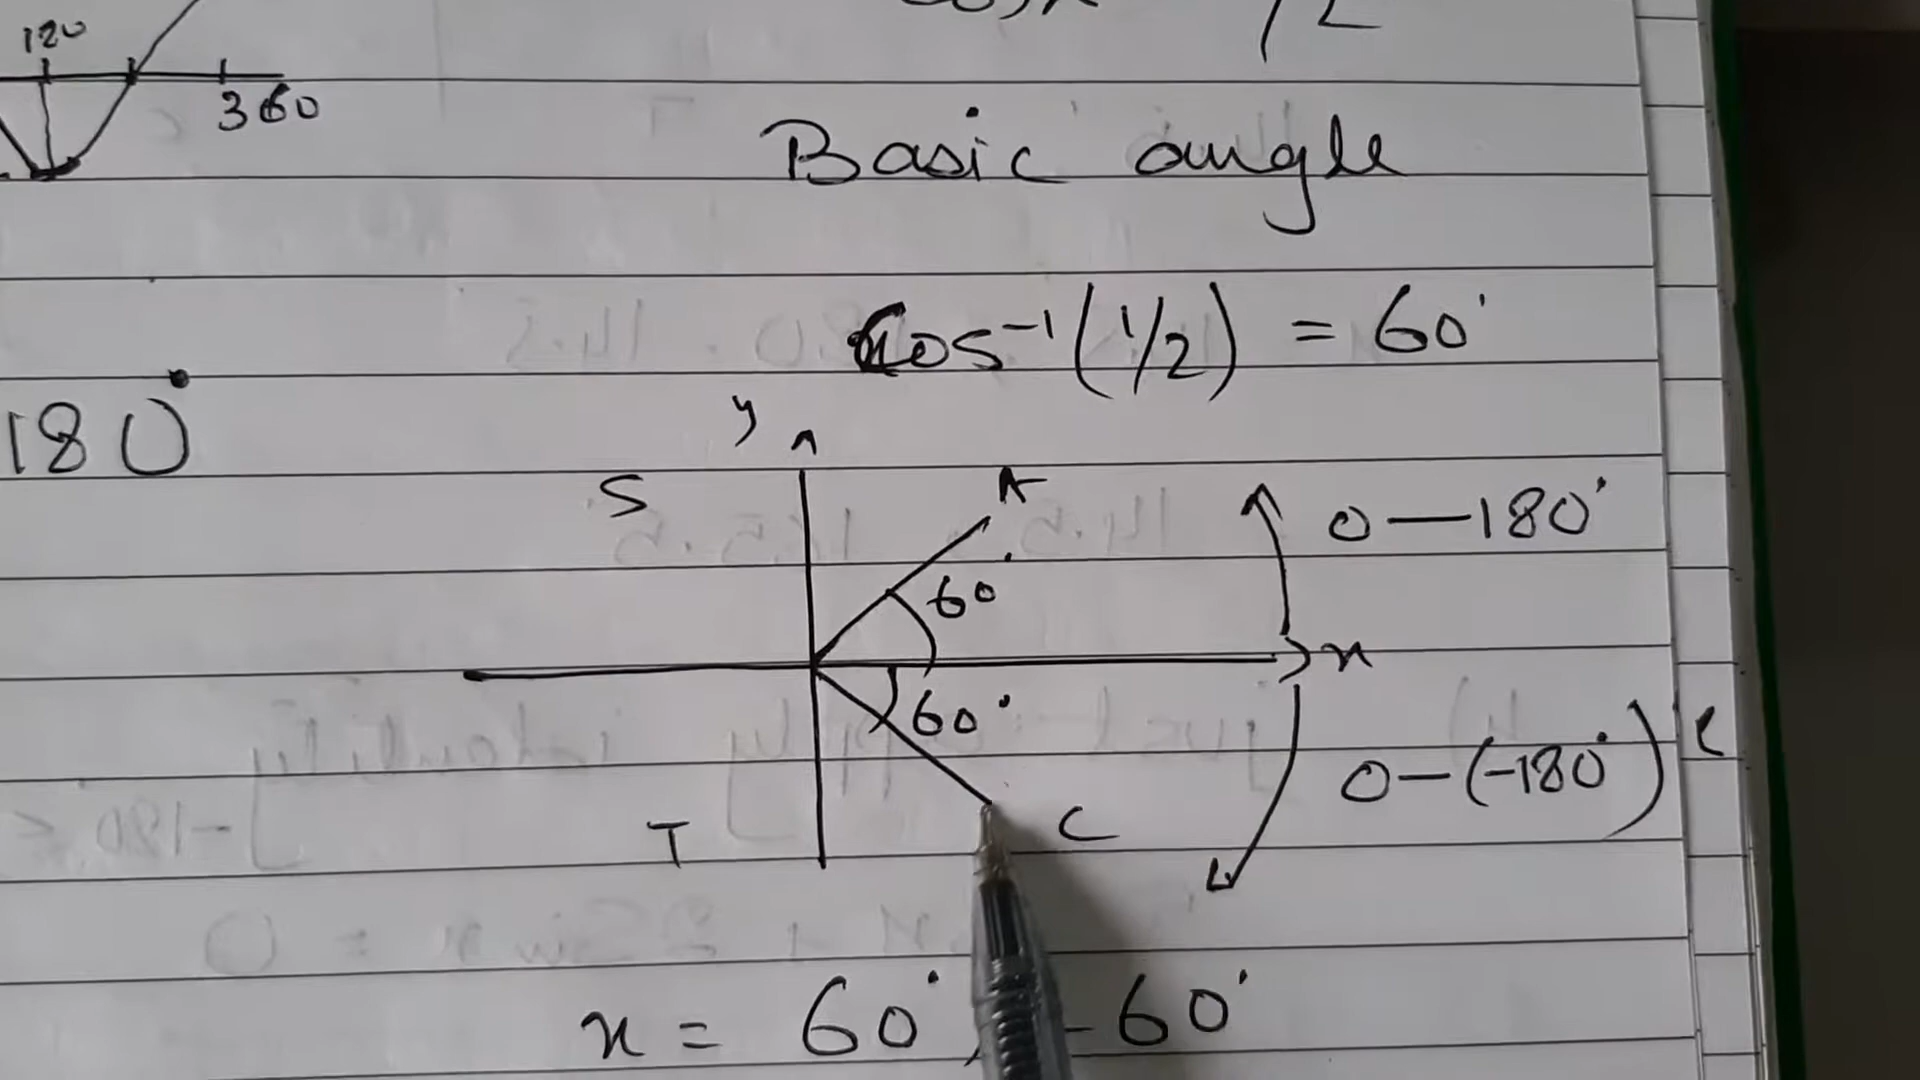 120
360
Basic angle
Cos⁻¹(1/2) = 60°
180°
y
S
A
0 — 180°
60°
x
60°
0 — (-180°)
T
C
x = 60°, -60°